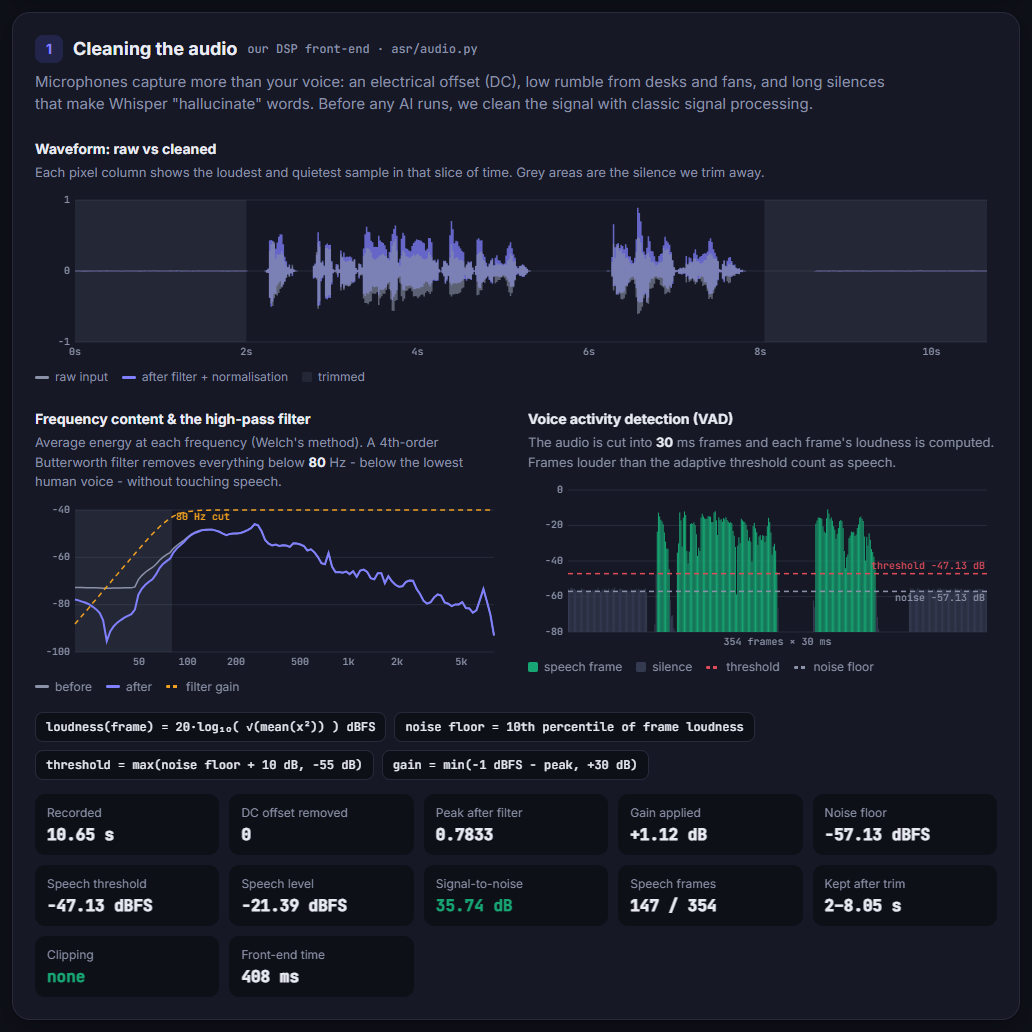 1 Cleaning the audio our DSP front-end · asr/audio.py
Microphones capture more than your voice: an electrical offset (DC), low rumble from desks and fans, and long silences
that make Whisper "hallucinate" words. Before any AI runs, we clean the signal with classic signal processing.
Waveform: raw vs cleaned
Each pixel column shows the loudest and quietest sample in that slice of time. Grey areas are the silence we trim away.
1
0
-1
0s 2s 4s 6s 8s 10s
raw input after filter + normalisation trimmed
Frequency content & the high-pass filter
Average energy at each frequency (Welch's method). A 4th-order
Butterworth filter removes everything below 80 Hz - below the lowest
human voice - without touching speech.
-40
80 Hz cut
-60
-80
-100
50 100 200 500 1k 2k 5k
before after filter gain
Voice activity detection (VAD)
The audio is cut into 30 ms frames and each frame's loudness is computed.
Frames louder than the adaptive threshold count as speech.
0
-20
-40
threshold -47.13 dB
-60
noise -57.13 dB
-80
354 frames × 30 ms
speech frame silence threshold noise floor
loudness(frame) = 20·log₁₀( √(mean(x²)) ) dBFS
noise floor = 10th percentile of frame loudness
threshold = max(noise floor + 10 dB, -55 dB)
gain = min(-1 dBFS - peak, +30 dB)
Recorded
10.65 s
DC offset removed
0
Peak after filter
0.7833
Gain applied
+1.12 dB
Noise floor
-57.13 dBFS
Speech threshold
-47.13 dBFS
Speech level
-21.39 dBFS
Signal-to-noise
35.74 dB
Speech frames
147 / 354
Kept after trim
2–8.05 s
Clipping
none
Front-end time
408 ms